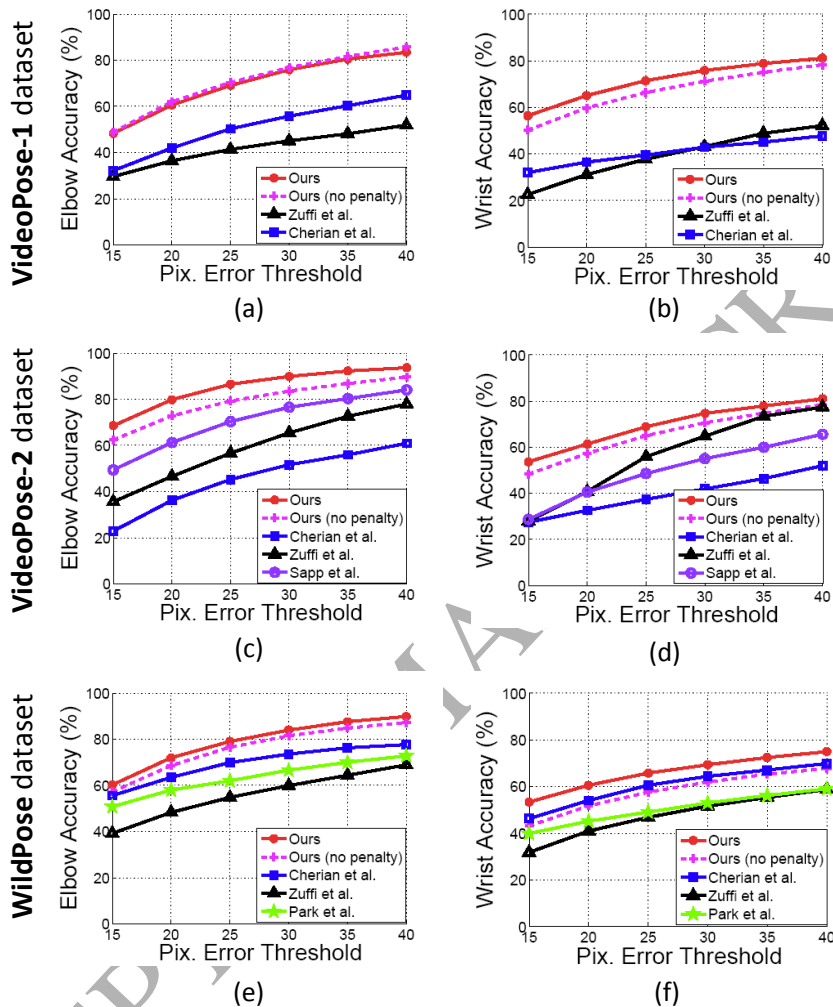 VideoPose-1 dataset
Elbow Accuracy (%)
100
80
60
40
20
0
15 20 25 30 35 40
Pix. Error Threshold
Ours
Ours (no penalty)
Zuffi et al.
Cherian et al.
(a)
Wrist Accuracy (%)
100
80
60
40
20
0
15 20 25 30 35 40
Pix. Error Threshold
Ours
Ours (no penalty)
Zuffi et al.
Cherian et al.
(b)
VideoPose-2 dataset
Elbow Accuracy (%)
100
80
60
40
20
0
15 20 25 30 35 40
Pix. Error Threshold
Ours
Ours (no penalty)
Cherian et al.
Zuffi et al.
Sapp et al.
(c)
Wrist Accuracy (%)
100
80
60
40
20
0
15 20 25 30 35 40
Pix. Error Threshold
Ours
Ours (no penalty)
Cherian et al.
Zuffi et al.
Sapp et al.
(d)
WildPose dataset
Elbow Accuracy (%)
100
80
60
40
20
0
15 20 25 30 35 40
Pix. Error Threshold
Ours
Ours (no penalty)
Cherian et al.
Zuffi et al.
Park et al.
(e)
Wrist Accuracy (%)
100
80
60
40
20
0
15 20 25 30 35 40
Pix. Error Threshold
Ours
Ours (no penalty)
Cherian et al.
Zuffi et al.
Park et al.
(f)